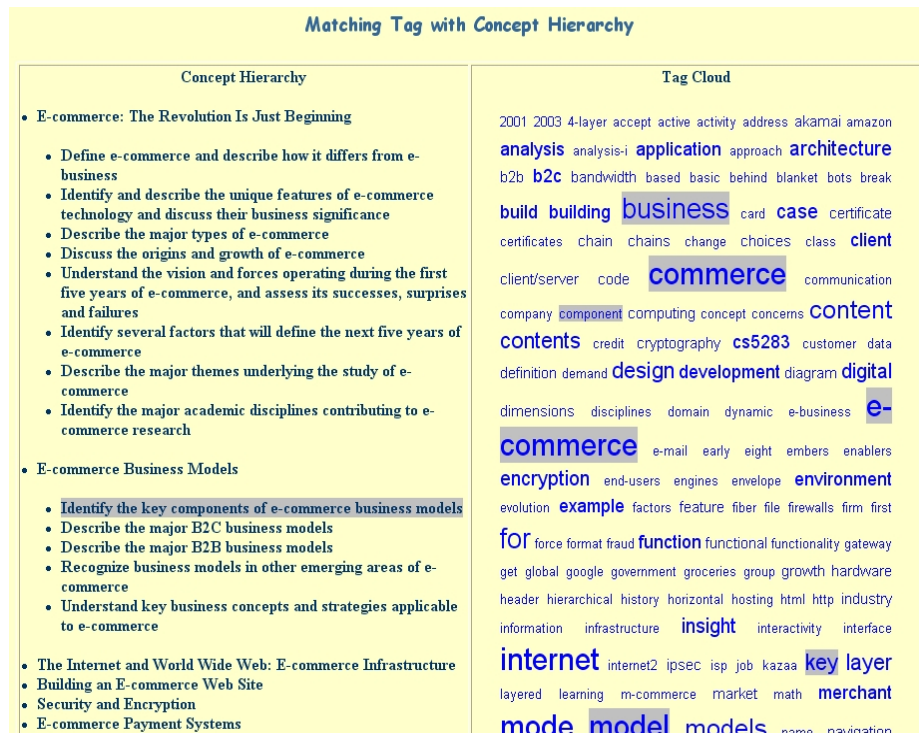 Matching Tag with Concept Hierarchy
Concept Hierarchy
• E-commerce: The Revolution Is Just Beginning
• Define e-commerce and describe how it differs from e-
business
• Identify and describe the unique features of e-commerce
technology and discuss their business significance
• Describe the major types of e-commerce
• Discuss the origins and growth of e-commerce
• Understand the vision and forces operating during the first
five years of e-commerce, and assess its successes, surprises
and failures
• Identify several factors that will define the next five years of
e-commerce
• Describe the major themes underlying the study of e-
commerce
• Identify the major academic disciplines contributing to e-
commerce research
• E-commerce Business Models
• Identify the key components of e-commerce business models
• Describe the major B2C business models
• Describe the major B2B business models
• Recognize business models in other emerging areas of e-
commerce
• Understand key business concepts and strategies applicable
to e-commerce
• The Internet and World Wide Web: E-commerce Infrastructure
• Building an E-commerce Web Site
• Security and Encryption
• E-commerce Payment Systems
Tag Cloud
2001 2003 4-layer accept active activity address akamai amazon
analysis analysis-i application approach architecture
b2b b2c bandwidth based basic behind blanket bots break
build building business card case certificate
certificates chain chains change choices class client
client/server code commerce communication
company component computing concept concerns content
contents credit cryptography cs5283 customer data
definition demand design development diagram digital
dimensions disciplines domain dynamic e-business e-
commerce e-mail early eight embers enablers
encryption end-users engines envelope environment
evolution example factors feature fiber file firewalls firm first
for force format fraud function functional functionality gateway
get global google government groceries group growth hardware
header hierarchical history horizontal hosting html http industry
information infrastructure insight interactivity interface
internet internet2 ipsec isp job kazaa key layer
layered learning m-commerce market math merchant
mode model models name navigation